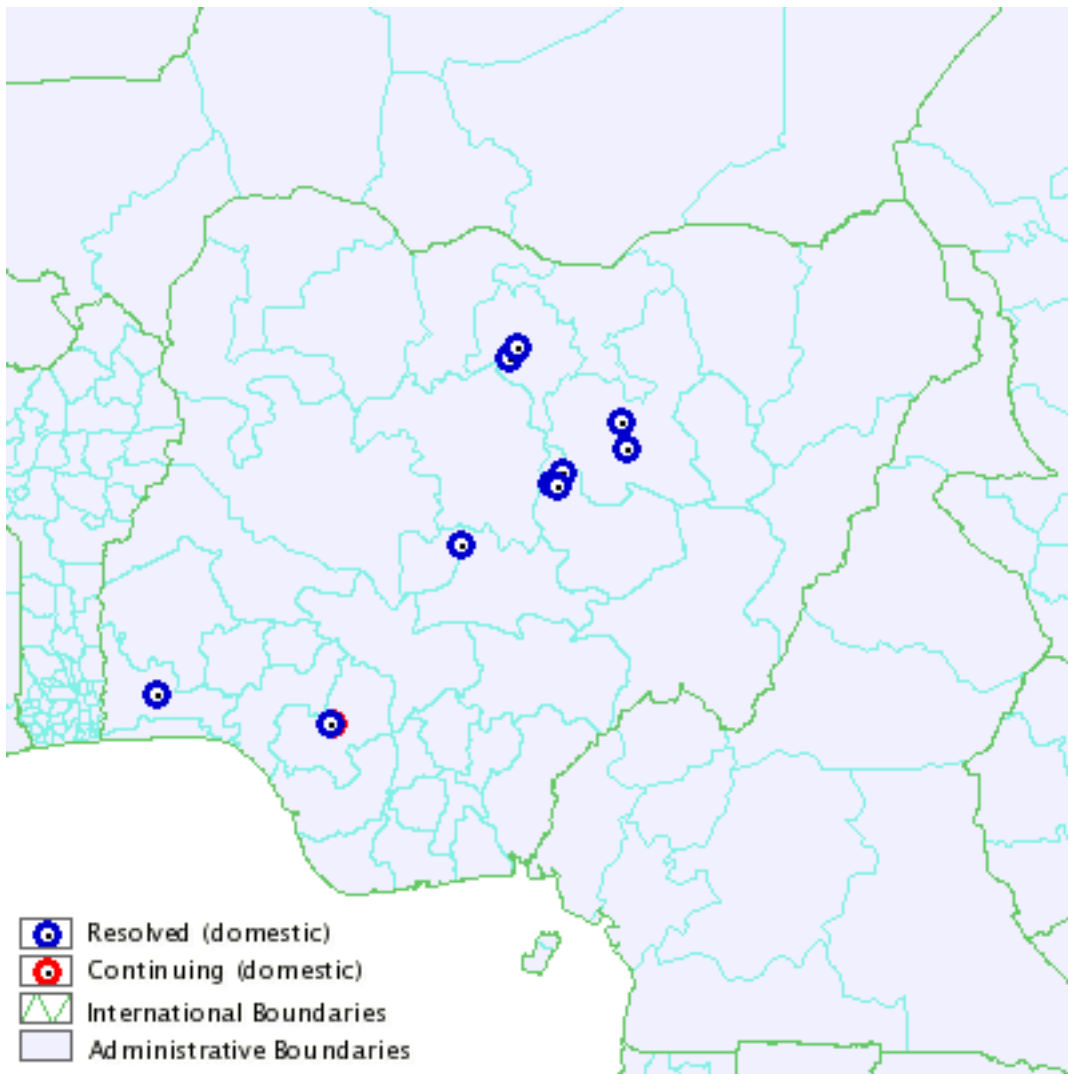 Resolved (domestic)
Continuing (domestic)
International Boundaries
Administrative Boundaries